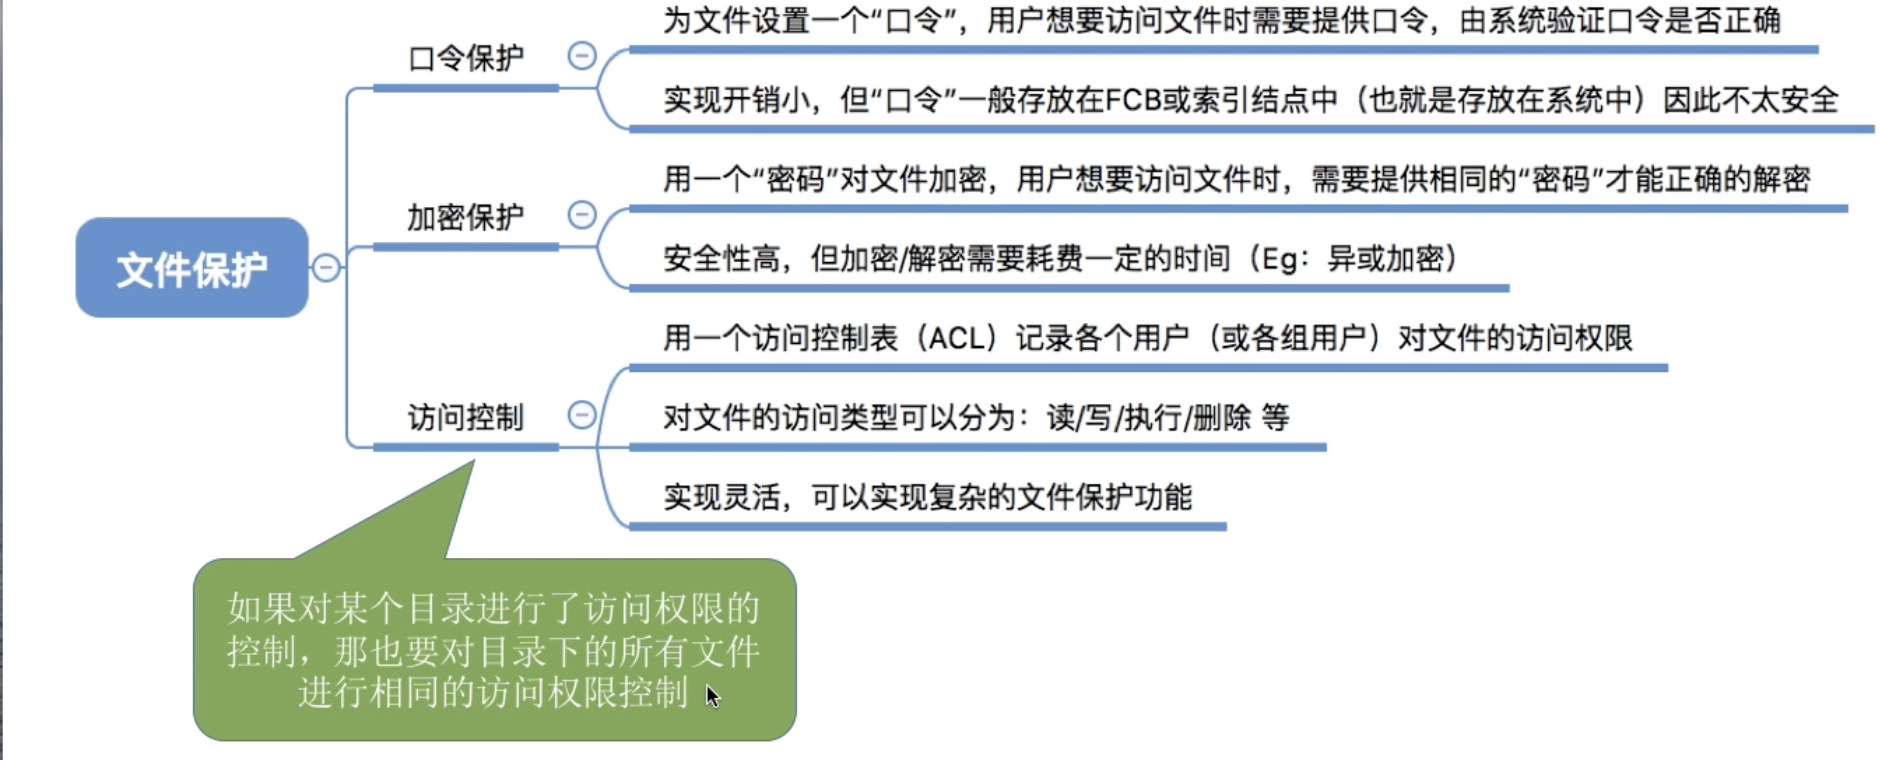 文件保护
口令保护
为文件设置一个“口令”，用户想要访问文件时需要提供口令，由系统验证口令是否正确
实现开销小，但“口令”一般存放在FCB或索引结点中（也就是存放在系统中）因此不太安全
加密保护
用一个“密码”对文件加密，用户想要访问文件时，需要提供相同的“密码”才能正确的解密
安全性高，但加密/解密需要耗费一定的时间（Eg：异或加密）
访问控制
用一个访问控制表（ACL）记录各个用户（或各组用户）对文件的访问权限
对文件的访问类型可以分为：读/写/执行/删除 等
实现灵活，可以实现复杂的文件保护功能
如果对某个目录进行了访问权限的
控制，那也要对目录下的所有文件
进行相同的访问权限控制